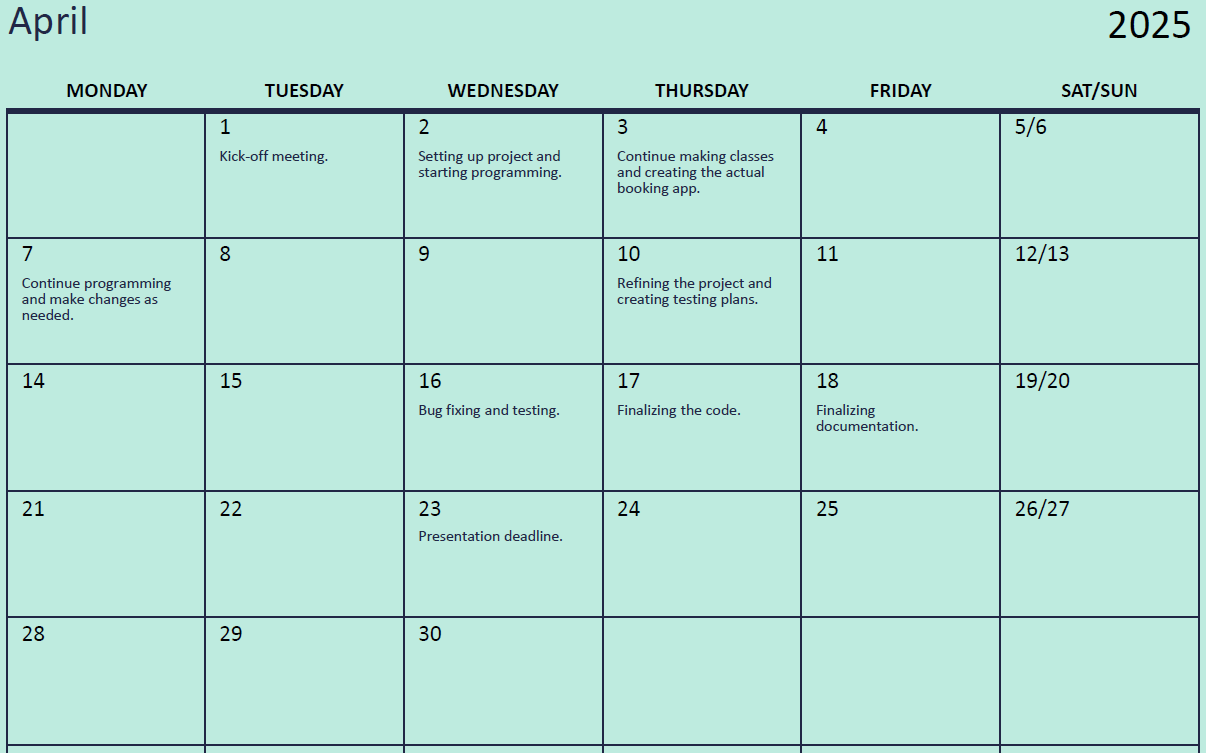 April
2025
MONDAY
TUESDAY
WEDNESDAY
THURSDAY
FRIDAY
SAT/SUN
1
Kick-off meeting.
2
Setting up project and
starting programming.
3
Continue making classes
and creating the actual
booking app.
4
5/6
7
Continue programming
and make changes as
needed.
8
9
10
Refining the project and
creating testing plans.
11
12/13
14
15
16
Bug fixing and testing.
17
Finalizing the code.
18
Finalizing
documentation.
19/20
21
22
23
Presentation deadline.
24
25
26/27
28
29
30